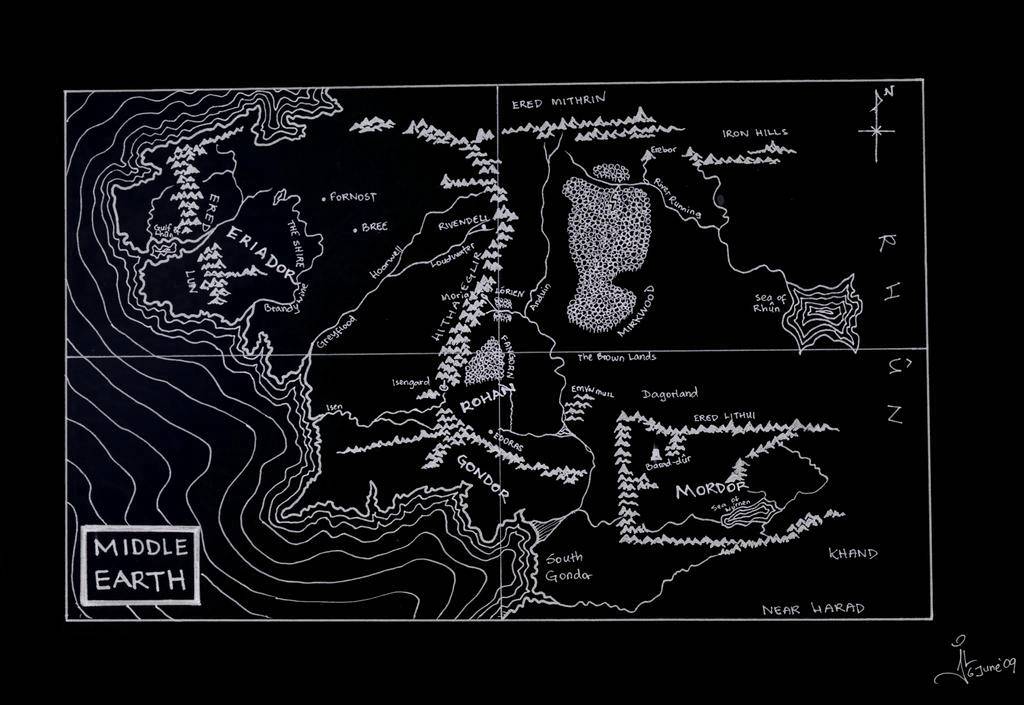 ERED MITHRIN
N
IRON HILLS
Erebor
River Running
FORNOST
BREE
RIVENDELL
ERED
LUN
Gulf of
ERIADOR
THE SHIRE
Hoarwell
Loudwater
HITHAEGLIR
Moria
LÓRIEN
Anduin
MIRKWOOD
RHÛN
Sea of
Rhûn
Brandywine
Greyflood
FANGORN
The Brown Lands
Isengard
ROHAN
Isen
Emyn muil
Dagorland
ERED LITHUI
EDORAS
Barad-dûr
GONDOR
MORDOR
Sea of
Nurnen
MIDDLE
EARTH
South
Gondor
KHAND
NEAR HARAD
6 June'09